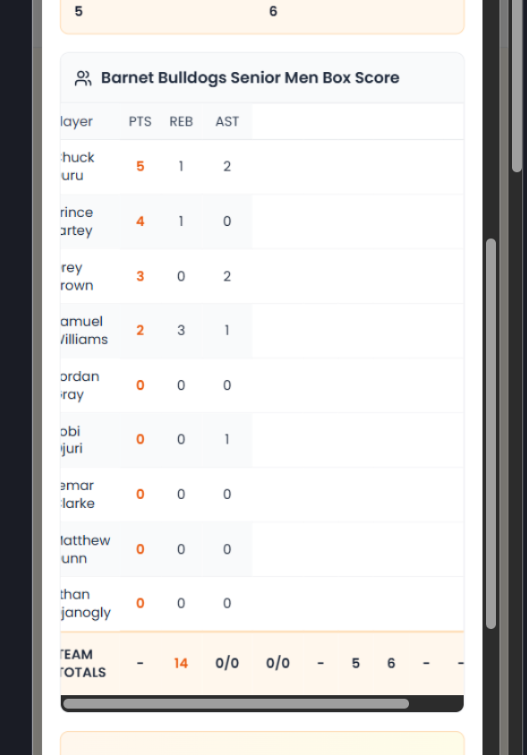 5 6
Barnet Bulldogs Senior Men Box Score
layer PTS REB AST
huck
uru 5 1 2
rince
artey 4 1 0
rey
rown 3 0 2
amuel
Villiams 2 3 1
ordan
ray 0 0 0
obi
juri 0 0 1
emar
larke 0 0 0
Matthew
unn 0 0 0
than
janogly 0 0 0
TEAM
TOTALS - 14 0/0 0/0 - 5 6 - -